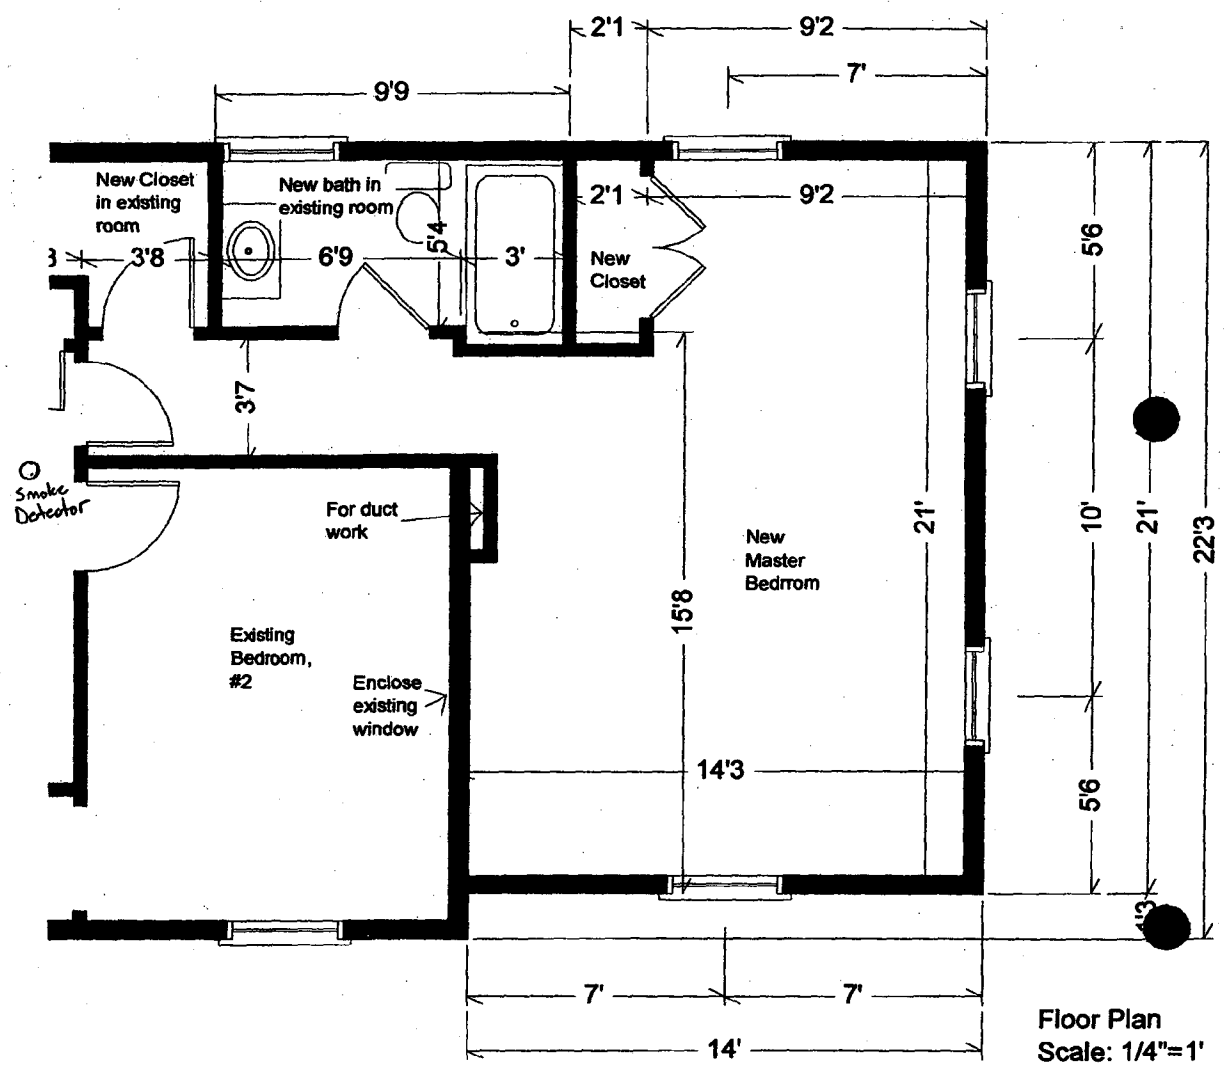 2'1
9'2
7'
9'9
New Closet
in existing
room
New bath in
existing room
2'1
9'2
5'4
3'8
6'9
3'
New
Closet
5'6
3'7
Smoke
Detector
For duct
work
New
Master
Bedrrom
21'
10'
21'
22'3
15'8
Existing
Bedroom,
#2
Enclose
existing
window
14'3
5'6
1'3
7'
7'
14'
Floor Plan
Scale: 1/4"=1'